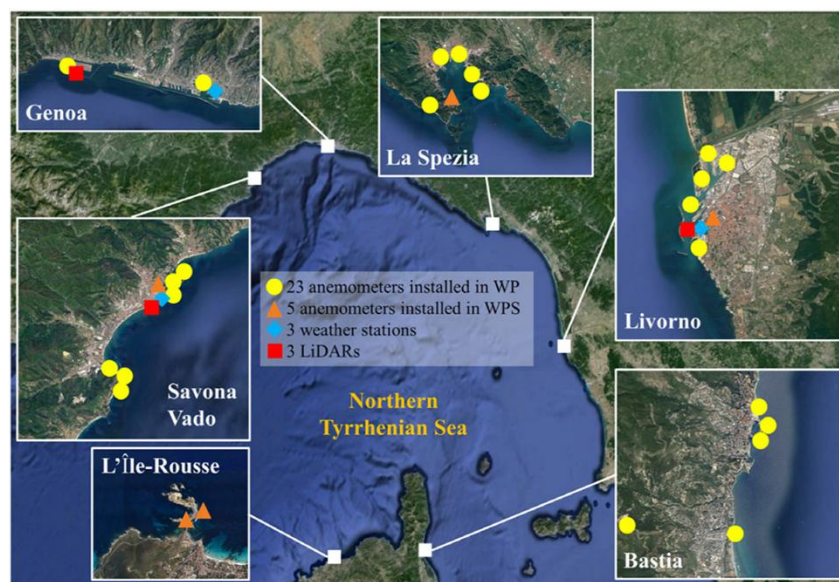 Genoa
La Spezia
Livorno
23 anemometers installed in WP
5 anemometers installed in WPS
3 weather stations
3 LiDARs
Savona
Vado
Northern
Tyrrhenian Sea
L'Île-Rousse
Bastia